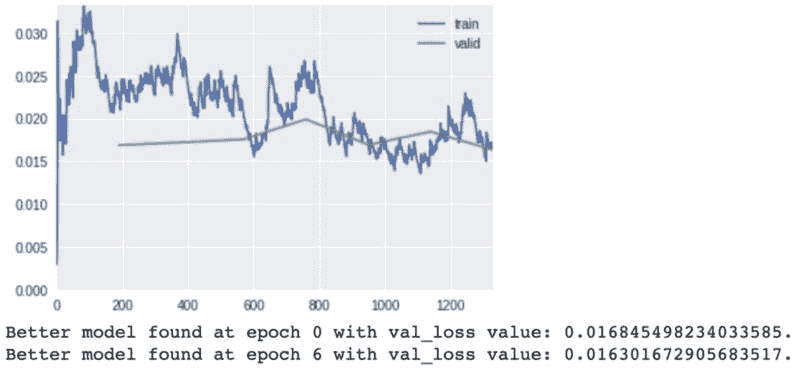 train
valid
0.030
0.025
0.020
0.015
0.010
0.005
0.000
0 200 400 600 800 1000 1200
Better model found at epoch 0 with val_loss value: 0.016845498234033585.
Better model found at epoch 6 with val_loss value: 0.016301672905683517.